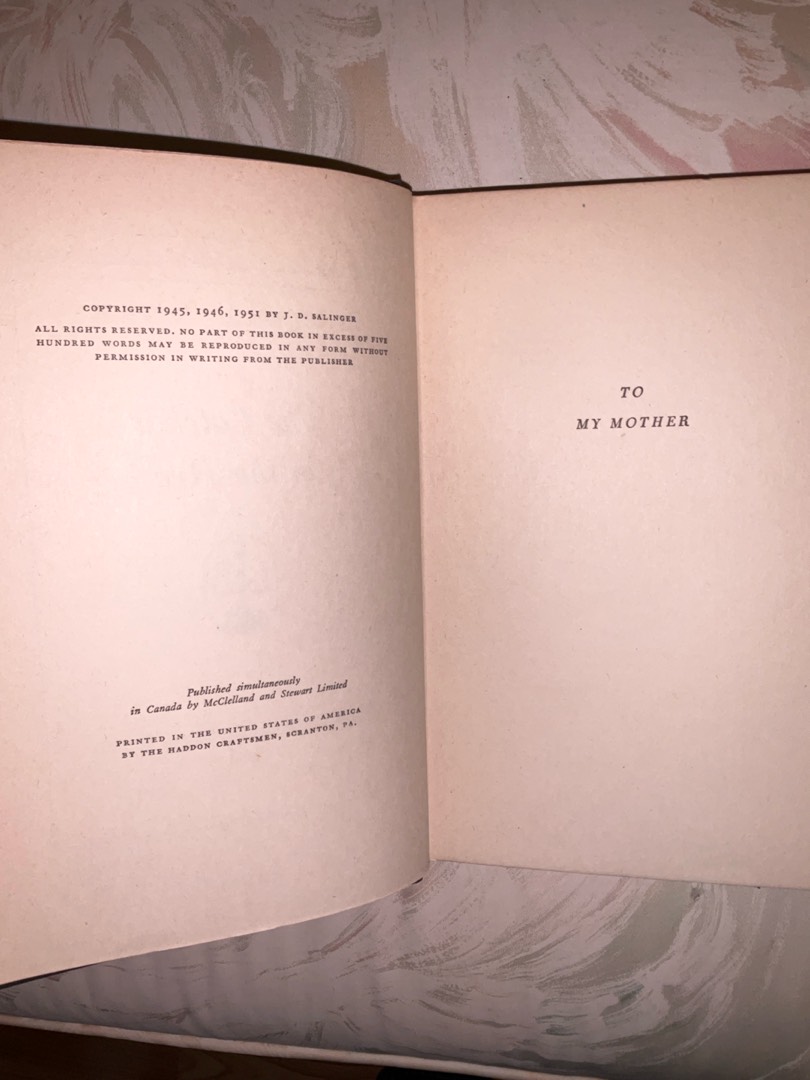 COPYRIGHT 1945, 1946, 1951 BY J. D. SALINGER
ALL RIGHTS RESERVED. NO PART OF THIS BOOK IN EXCESS OF FIVE
HUNDRED WORDS MAY BE REPRODUCED IN ANY FORM WITHOUT
PERMISSION IN WRITING FROM THE PUBLISHER
Published simultaneously
in Canada by McClelland and Stewart Limited
PRINTED IN THE UNITED STATES OF AMERICA
BY THE HADDON CRAFTSMEN, SCRANTON, PA.
TO
MY MOTHER